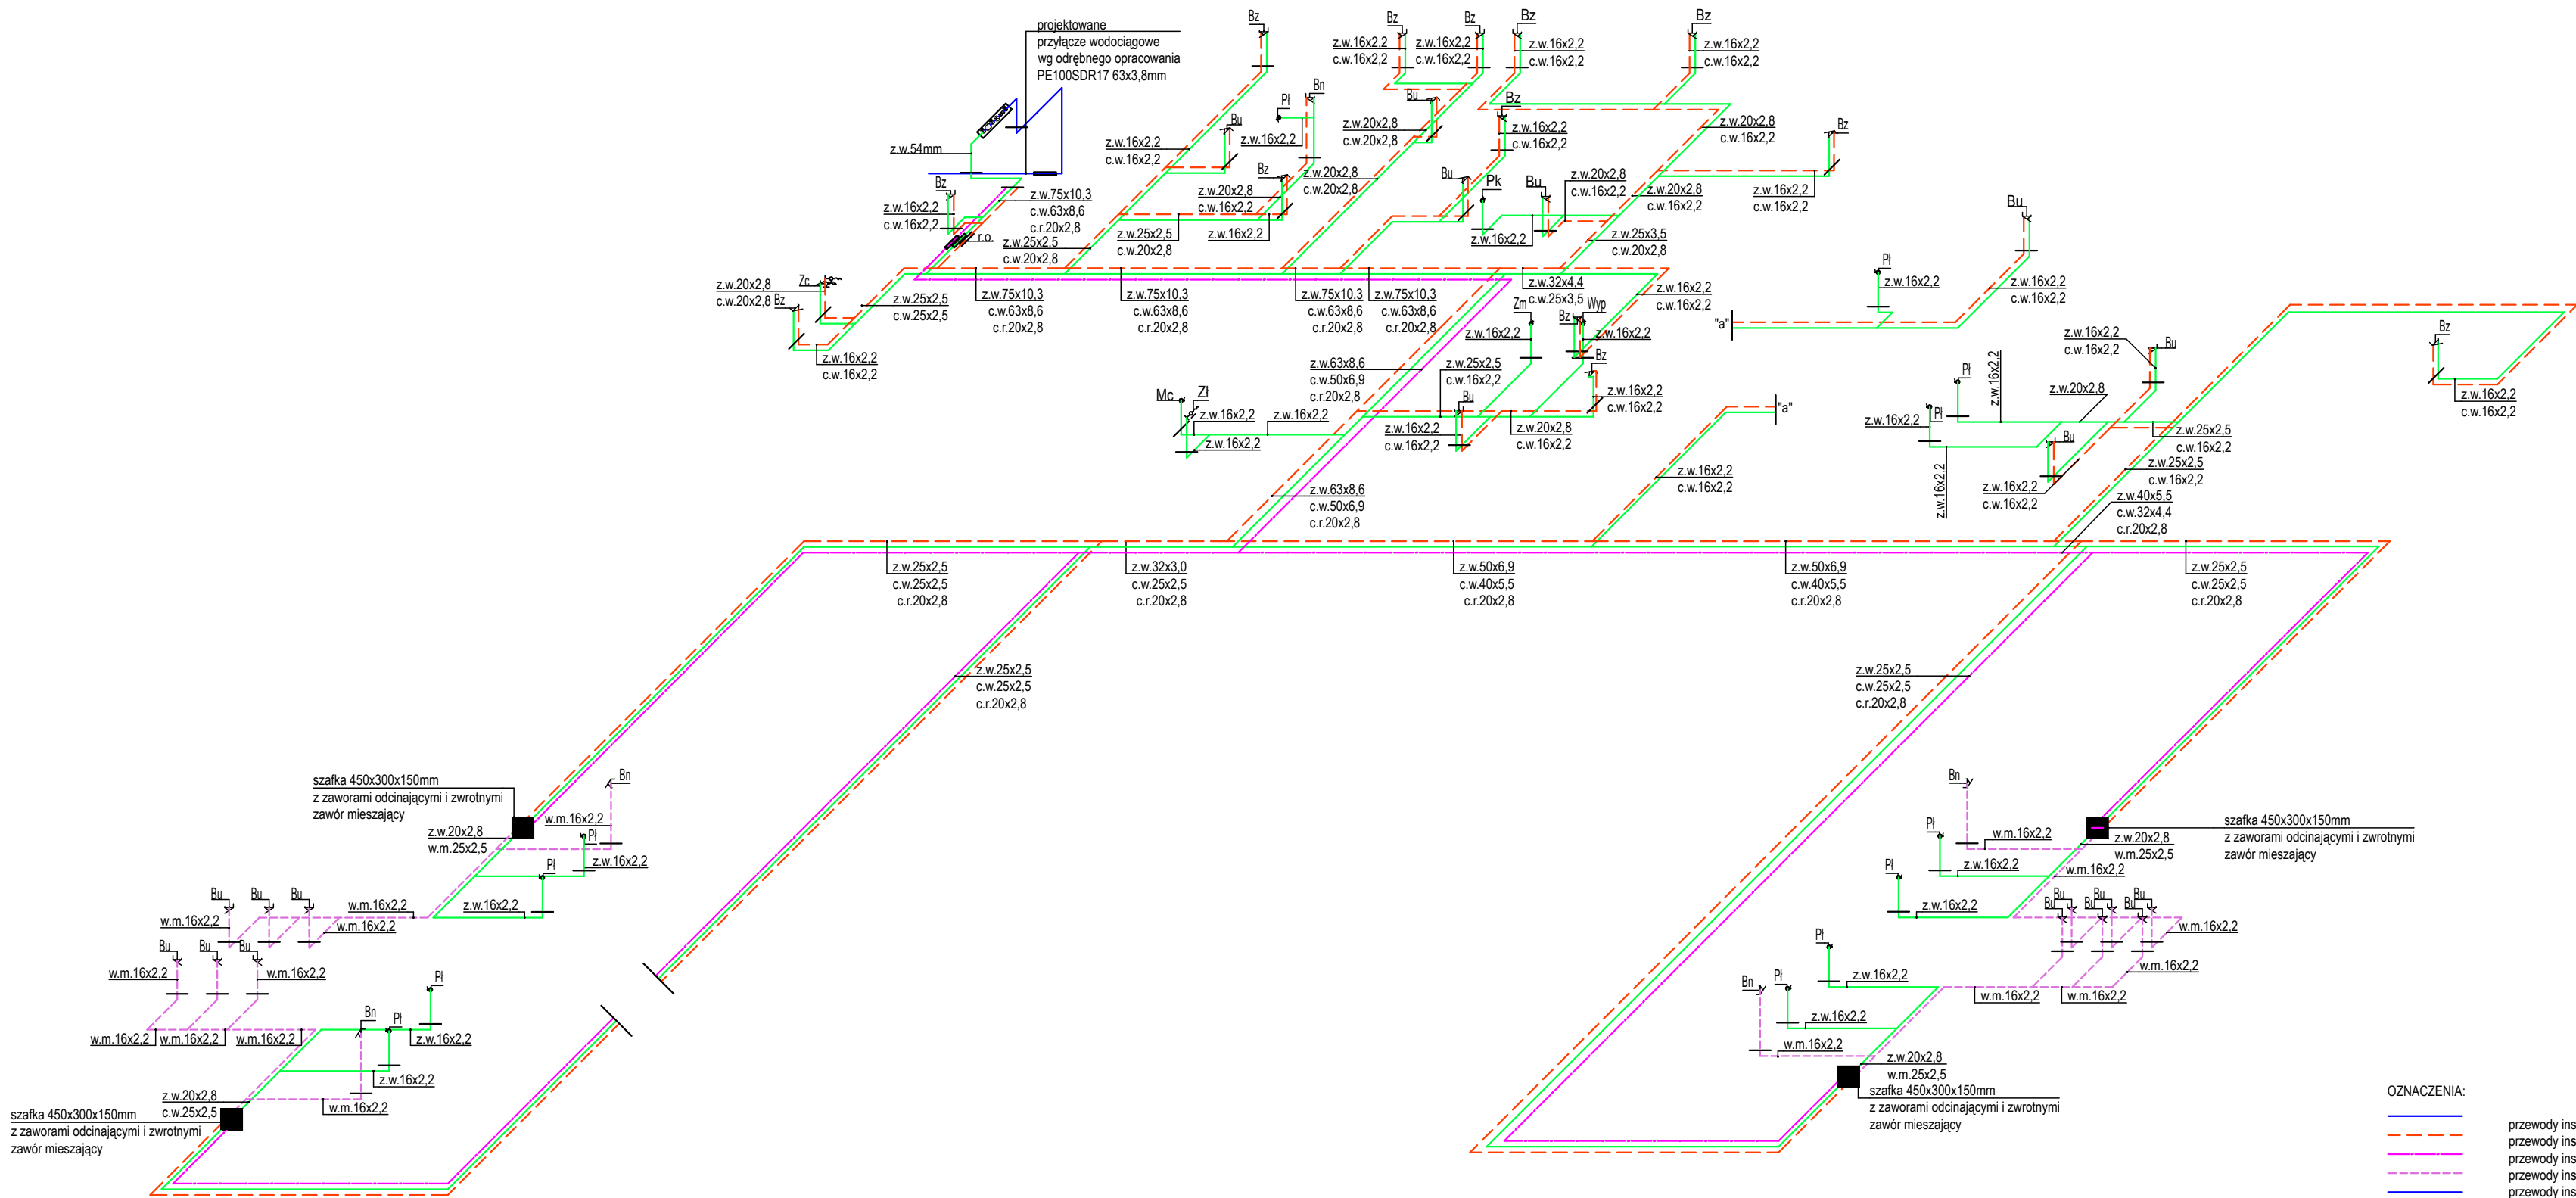 projektowane
przyłącze wodociągowe
wg odrębnego opracowania
PE100SDR17 63x3,8mm
z.w.54mm
Bz
z.w.16x2,2
c.w.16x2,2
z.w.75x10,3
c.w.63x8,6
c.r.20x2,8
r.o.
z.w.25x2,5
c.w.20x2,8
Bz
z.w.16x2,2
c.w.16x2,2
Bu
Pł
Bn
z.w.16x2,2
Bz
z.w.20x2,8
c.w.16x2,2
z.w.25x2,5
c.w.20x2,8
z.w.16x2,2
Bz
z.w.16x2,2
c.w.16x2,2
Bz
z.w.16x2,2
c.w.16x2,2
Bu
z.w.20x2,8
c.w.20x2,8
z.w.20x2,8
c.w.20x2,8
Bz
z.w.16x2,2
c.w.16x2,2
Bz
z.w.16x2,2
c.w.16x2,2
Bz
z.w.16x2,2
c.w.16x2,2
z.w.20x2,8
c.w.16x2,2
Bz
z.w.16x2,2
c.w.16x2,2
Bu
Pk
Bu
z.w.20x2,8
c.w.16x2,2
z.w.20x2,8
c.w.16x2,2
z.w.16x2,2
z.w.25x3,5
c.w.20x2,8
z.w.20x2,8
c.w.20x2,8
Zc
Bz
z.w.25x2,5
c.w.25x2,5
z.w.16x2,2
c.w.16x2,2
z.w.75x10,3
c.w.63x8,6
c.r.20x2,8
z.w.75x10,3
c.w.63x8,6
c.r.20x2,8
z.w.75x10,3
c.w.63x8,6
c.r.20x2,8
z.w.75x10,3
c.w.63x8,6
c.r.20x2,8
z.w.32x4,4
c.w.25x3,5
z.w.16x2,2
c.w.16x2,2
Zm
Wyp
Bz
z.w.16x2,2
z.w.16x2,2
Bz
z.w.16x2,2
c.w.16x2,2
z.w.63x8,6
c.w.50x6,9
c.r.20x2,8
z.w.25x2,5
c.w.16x2,2
Bu
z.w.16x2,2
c.w.16x2,2
z.w.20x2,8
c.w.16x2,2
Mc
Zł
z.w.16x2,2
z.w.16x2,2
z.w.16x2,2
z.w.63x8,6
c.w.50x6,9
c.r.20x2,8
"a"
z.w.16x2,2
c.w.16x2,2
"a"
Pł
z.w.16x2,2
Bu
z.w.16x2,2
c.w.16x2,2
z.w.16x2,2
c.w.16x2,2
Bu
Pł
z.w.16x2,2
z.w.20x2,8
Pł
z.w.16x2,2
z.w.16x2,2
Bu
z.w.16x2,2
c.w.16x2,2
z.w.25x2,5
c.w.16x2,2
z.w.25x2,5
c.w.16x2,2
z.w.40x5,5
c.w.32x4,4
c.r.20x2,8
Bz
z.w.16x2,2
c.w.16x2,2
z.w.25x2,5
c.w.25x2,5
c.r.20x2,8
z.w.32x3,0
c.w.25x2,5
c.r.20x2,8
z.w.50x6,9
c.w.40x5,5
c.r.20x2,8
z.w.50x6,9
c.w.40x5,5
c.r.20x2,8
z.w.25x2,5
c.w.25x2,5
c.r.20x2,8
z.w.25x2,5
c.w.25x2,5
c.r.20x2,8
z.w.25x2,5
c.w.25x2,5
c.r.20x2,8
szafka 450x300x150mm
z zaworami odcinającymi i zwrotnymi
zawór mieszający
z.w.20x2,8
w.m.25x2,5
Bn
w.m.16x2,2
Pł
z.w.16x2,2
Pł
z.w.16x2,2
Bu
Bu
Bu
w.m.16x2,2
w.m.16x2,2
w.m.16x2,2
Bu
Bu
Bu
w.m.16x2,2
w.m.16x2,2
w.m.16x2,2
w.m.16x2,2
w.m.16x2,2
Bn
Pł
Pł
z.w.16x2,2
z.w.16x2,2
w.m.16x2,2
z.w.20x2,8
c.w.25x2,5
szafka 450x300x150mm
z zaworami odcinającymi i zwrotnymi
zawór mieszający
Bn
w.m.16x2,2
Pł
z.w.16x2,2
Pł
z.w.16x2,2
z.w.20x2,8
w.m.25x2,5
w.m.16x2,2
szafka 450x300x150mm
z zaworami odcinającymi i zwrotnymi
zawór mieszający
Bu
Bu
Bu
Bu
Bu
Bu
w.m.16x2,2
w.m.16x2,2
w.m.16x2,2
w.m.16x2,2
Pł
z.w.16x2,2
Bn
Pł
z.w.16x2,2
w.m.16x2,2
z.w.20x2,8
w.m.25x2,5
szafka 450x300x150mm
z zaworami odcinającymi i zwrotnymi
zawór mieszający
OZNACZENIA:
przewody ins
przewody ins
przewody ins
przewody ins
przewody ins